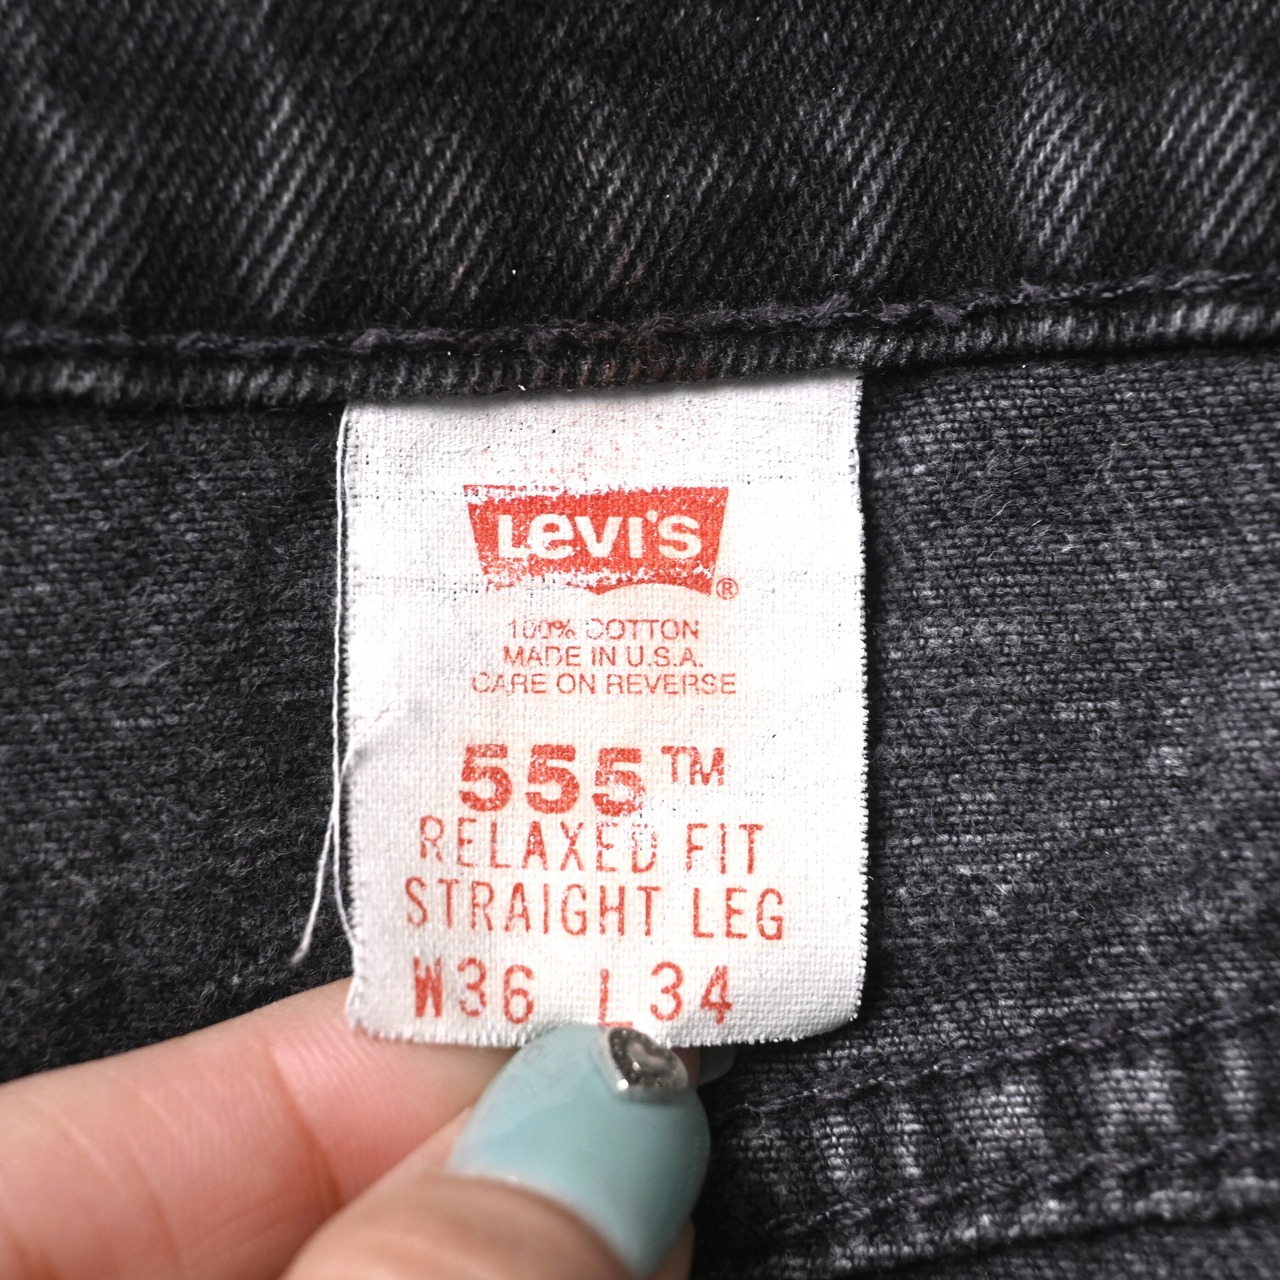 Levi's ®
100% COTTON
MADE IN U.S.A.
CARE ON REVERSE
555™
RELAXED FIT
STRAIGHT LEG
W36 L34